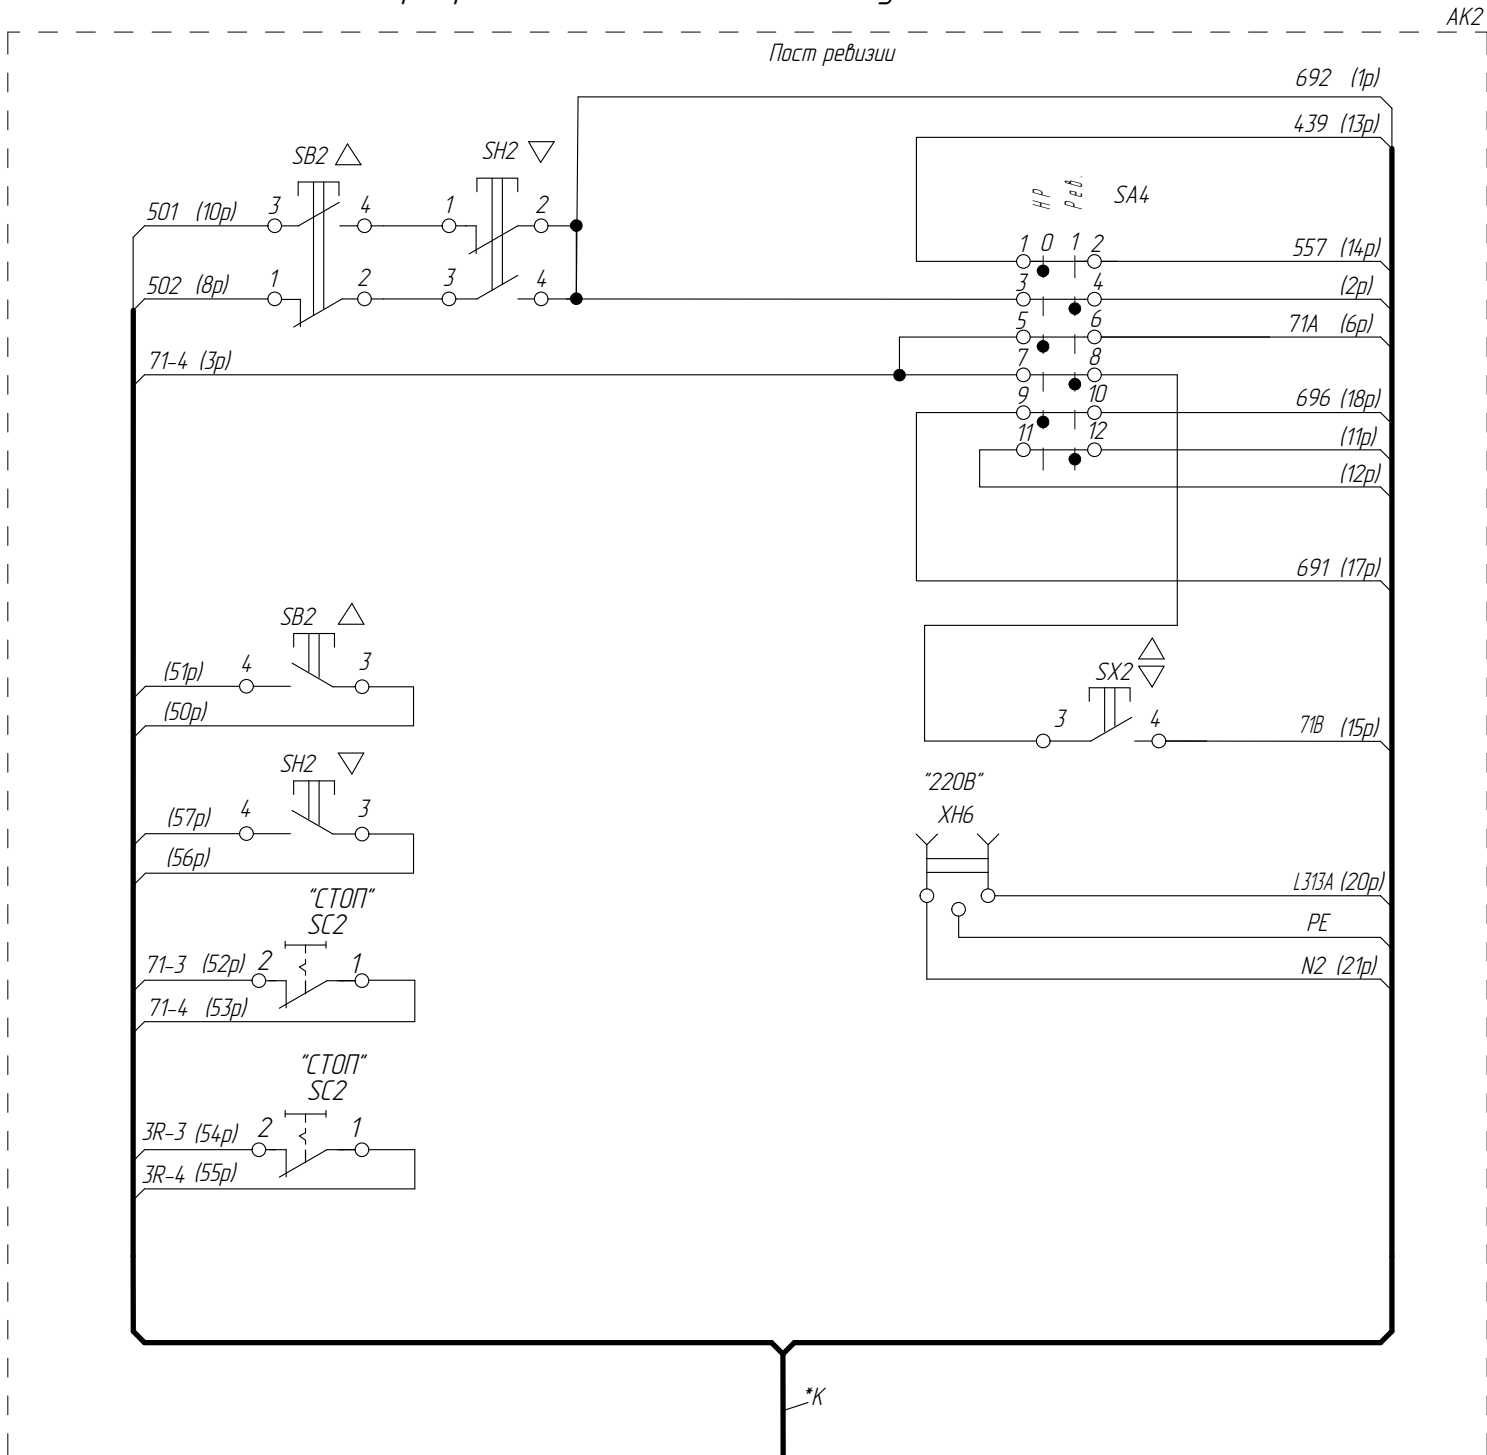 АК2
Пост ревизии
692 (1р)
439 (13р)
SB2
SH2
НР
Рев.
SA4
501 (10р) 3 4 1 2
1 0 1 2 557 (14р)
502 (8р) 1 2 3 4
3 4 (2р)
5 6 71А (6р)
71-4 (3р)
7 8
9 10 696 (18р)
11 12 (11р)
(12р)
691 (17р)
SB2
(51р) 4 3
(50р)
SX2
3 4 71В (15р)
SH2
(57р) 4 3
(56р)
"220В"
ХН6
L313A (20р)
РЕ
N2 (21р)
"СТОП"
SC2
71-3 (52р) 2 1
71-4 (53р)
"СТОП"
SC2
3R-3 (54р) 2 1
3R-4 (55р)
*К